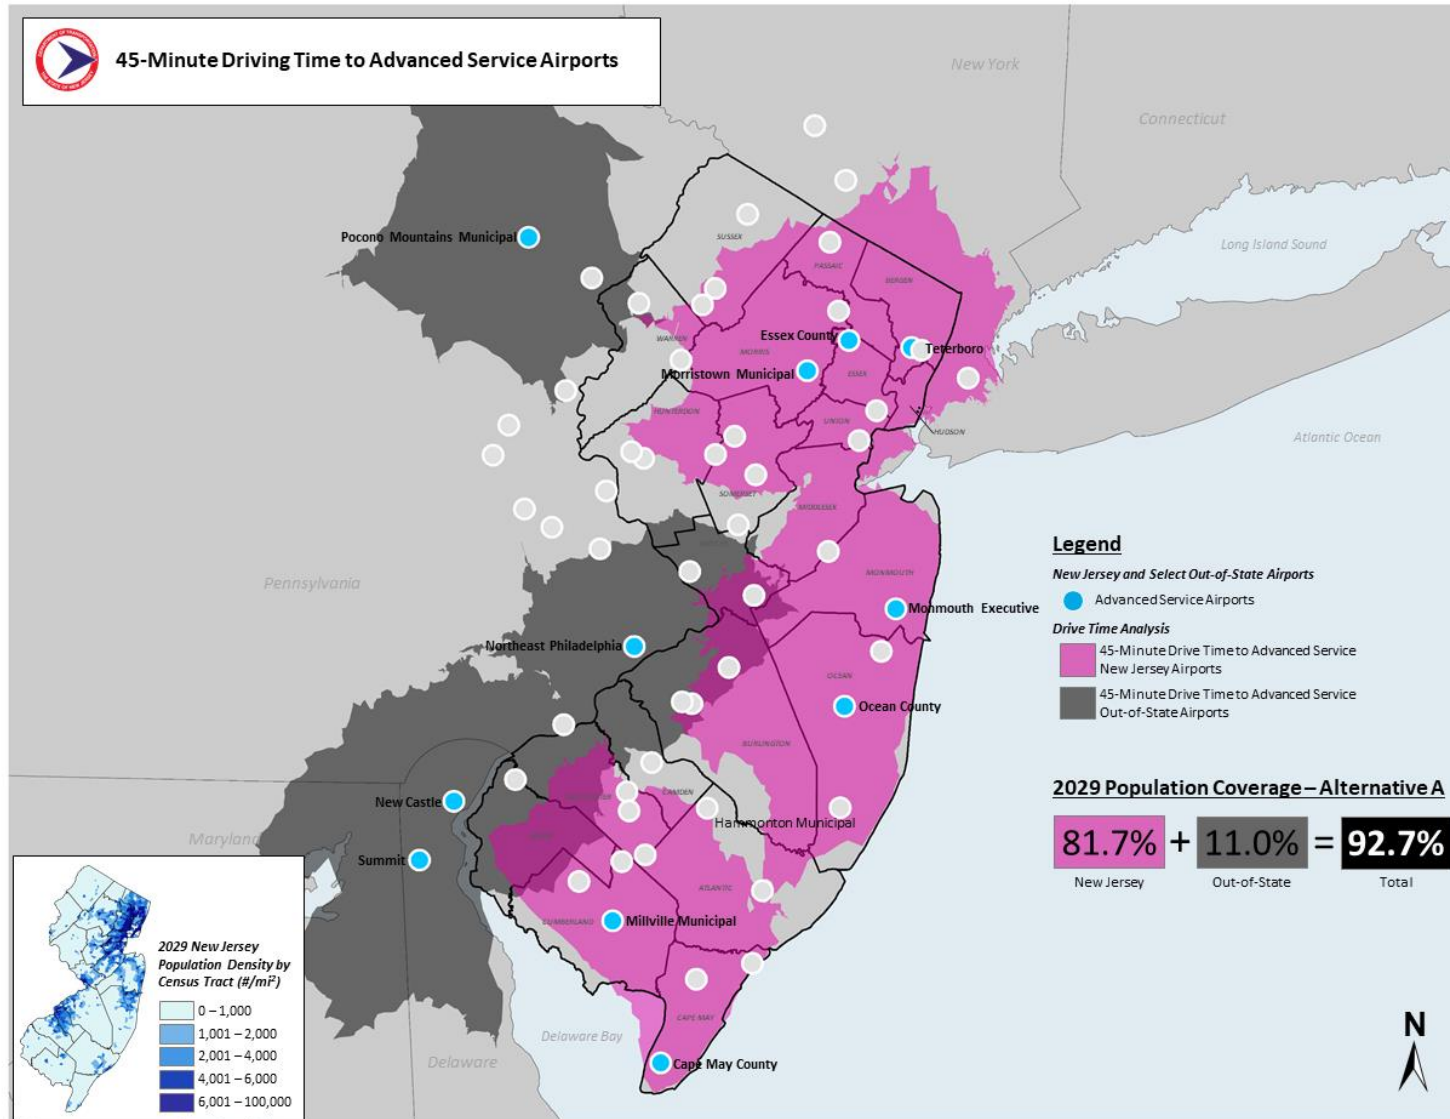 45-Minute Driving Time to Advanced Service Airports
New York
Connecticut
Pocono Mountains Municipal
SUSSEX
PASSAIC
BERGEN
Long Island Sound
Essex County
Teterboro
WARREN
MORRIS
Morristown Municipal
ESSEX
HUNTERDON
UNION
HUDSON
Atlantic Ocean
SOMERSET
MIDDLESEX
Pennsylvania
MONMOUTH
Monmouth Executive
Northeast Philadelphia
OCEAN
Ocean County
BURLINGTON
New Castle
CAMDEN
Hammonton Municipal
Maryland
Summit
ATLANTIC
CUMBERLAND
Millville Municipal
CAPE MAY
Delaware Bay
Delaware
Cape May County
Legend
New Jersey and Select Out-of-State Airports
Advanced Service Airports
Drive Time Analysis
45-Minute Drive Time to Advanced Service
New Jersey Airports
45-Minute Drive Time to Advanced Service
Out-of-State Airports
2029 Population Coverage – Alternative A
81.7% + 11.0% = 92.7%
New Jersey Out-of-State Total
2029 New Jersey
Population Density by
Census Tract (#/mi²)
0 – 1,000
1,001 – 2,000
2,001 – 4,000
4,001 – 6,000
6,001 – 100,000
N